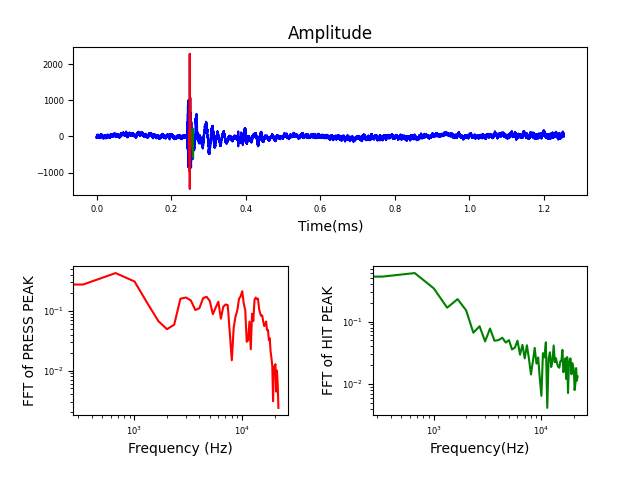 Amplitude
2000
1000
0
−1000
0.0 0.2 0.4 0.6 0.8 1.0 1.2
Time(ms)
FFT of PRESS PEAK
10⁻¹
10⁻²
10³ 10⁴
Frequency (Hz)
FFT of HIT PEAK
10⁻¹
10⁻²
10³ 10⁴
Frequency(Hz)